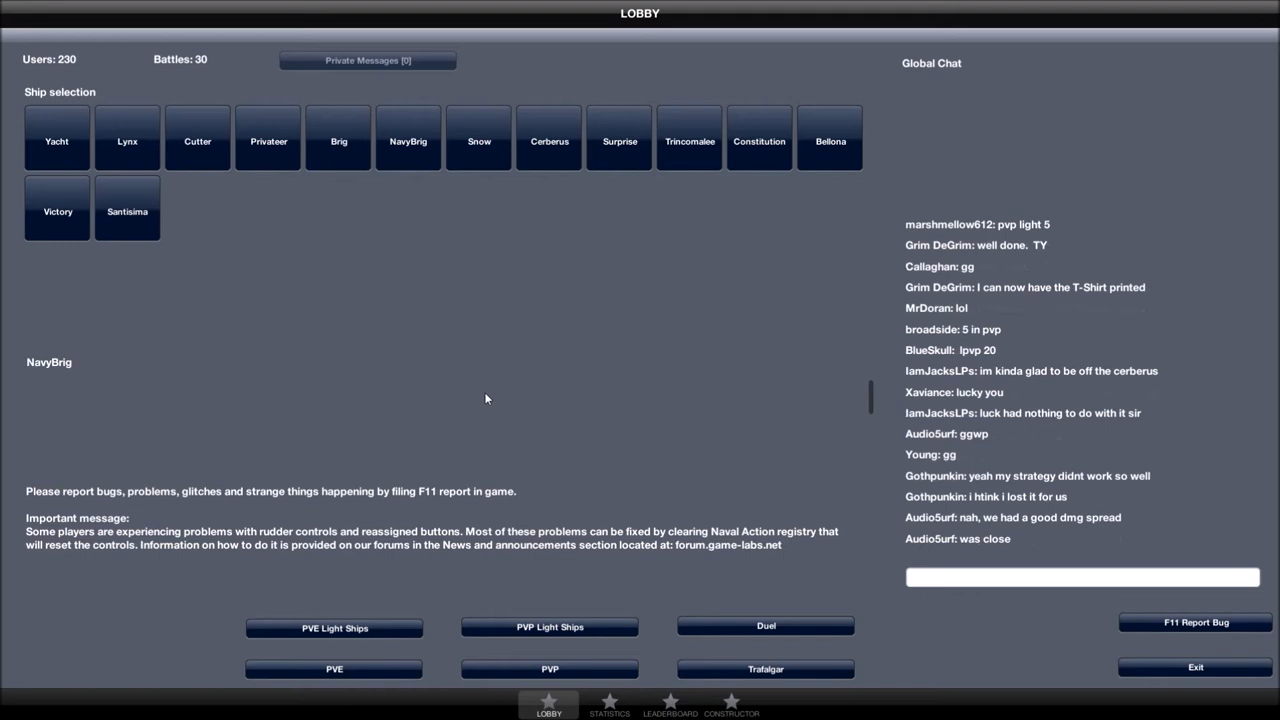 LOBBY
Users: 230
Battles: 30
Private Messages [0]
Global Chat
Ship selection
Yacht
Lynx
Cutter
Privateer
Brig
NavyBrig
Snow
Cerberus
Surprise
Trincomalee
Constitution
Bellona
Victory
Santisima
marshmellow612: pvp light 5
Grim DeGrim: well done.  TY
Callaghan: gg
Grim DeGrim: I can now have the T-Shirt printed
MrDoran: lol
broadside: 5 in pvp
BlueSkull:  lpvp 20
IamJacksLPs: im kinda glad to be off the cerberus
Xaviance: lucky you
IamJacksLPs: luck had nothing to do with it sir
Audio5urf: ggwp
Young: gg
Gothpunkin: yeah my strategy didnt work so well
Gothpunkin: i htink i lost it for us
Audio5urf: nah, we had a good dmg spread
Audio5urf: was close
NavyBrig
Please report bugs, problems, glitches and strange things happening by filing F11 report in game.
Important message:
Some players are experiencing problems with rudder controls and reassigned buttons. Most of these problems can be fixed by clearing Naval Action registry that
will reset the controls. Information on how to do it is provided on our forums in the News and announcements section located at: forum.game-labs.net
PVE Light Ships
PVP Light Ships
Duel
F11 Report Bug
PVE
PVP
Trafalgar
Exit
LOBBY
STATISTICS
LEADERBOARD
CONSTRUCTOR